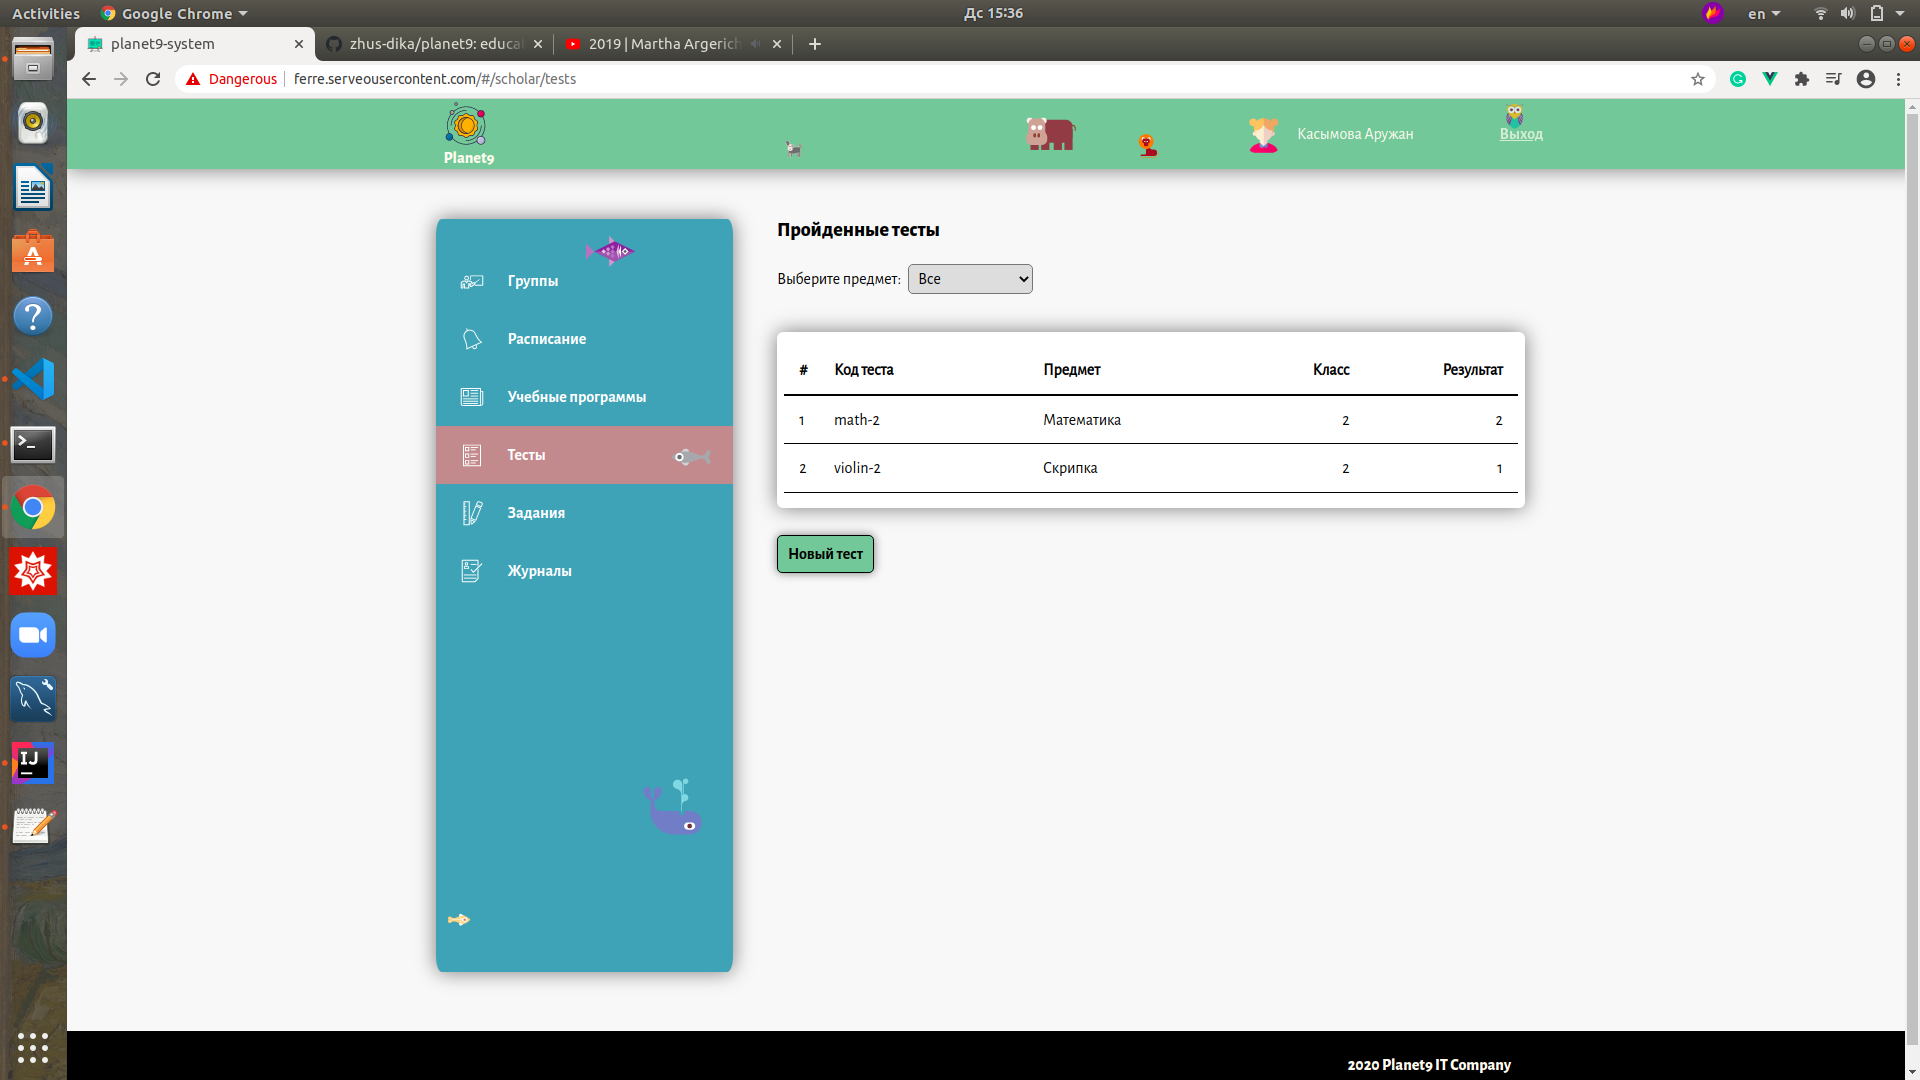 Activities
Google Chrome
Дс 15:36
en
planet9-system
zhus-dika/planet9: educa
2019 | Martha Argerich
Dangerous
ferre.serveousercontent.com/#/scholar/tests
Planet9
Касымова Аружан
Выход
Группы
Расписание
Учебные программы
Тесты
Задания
Журналы
Пройденные тесты
Выберите предмет: Все
# Код теста Предмет Класс Результат
1 math-2 Математика 2 2
2 violin-2 Скрипка 2 1
Новый тест
2020 Planet9 IT Company